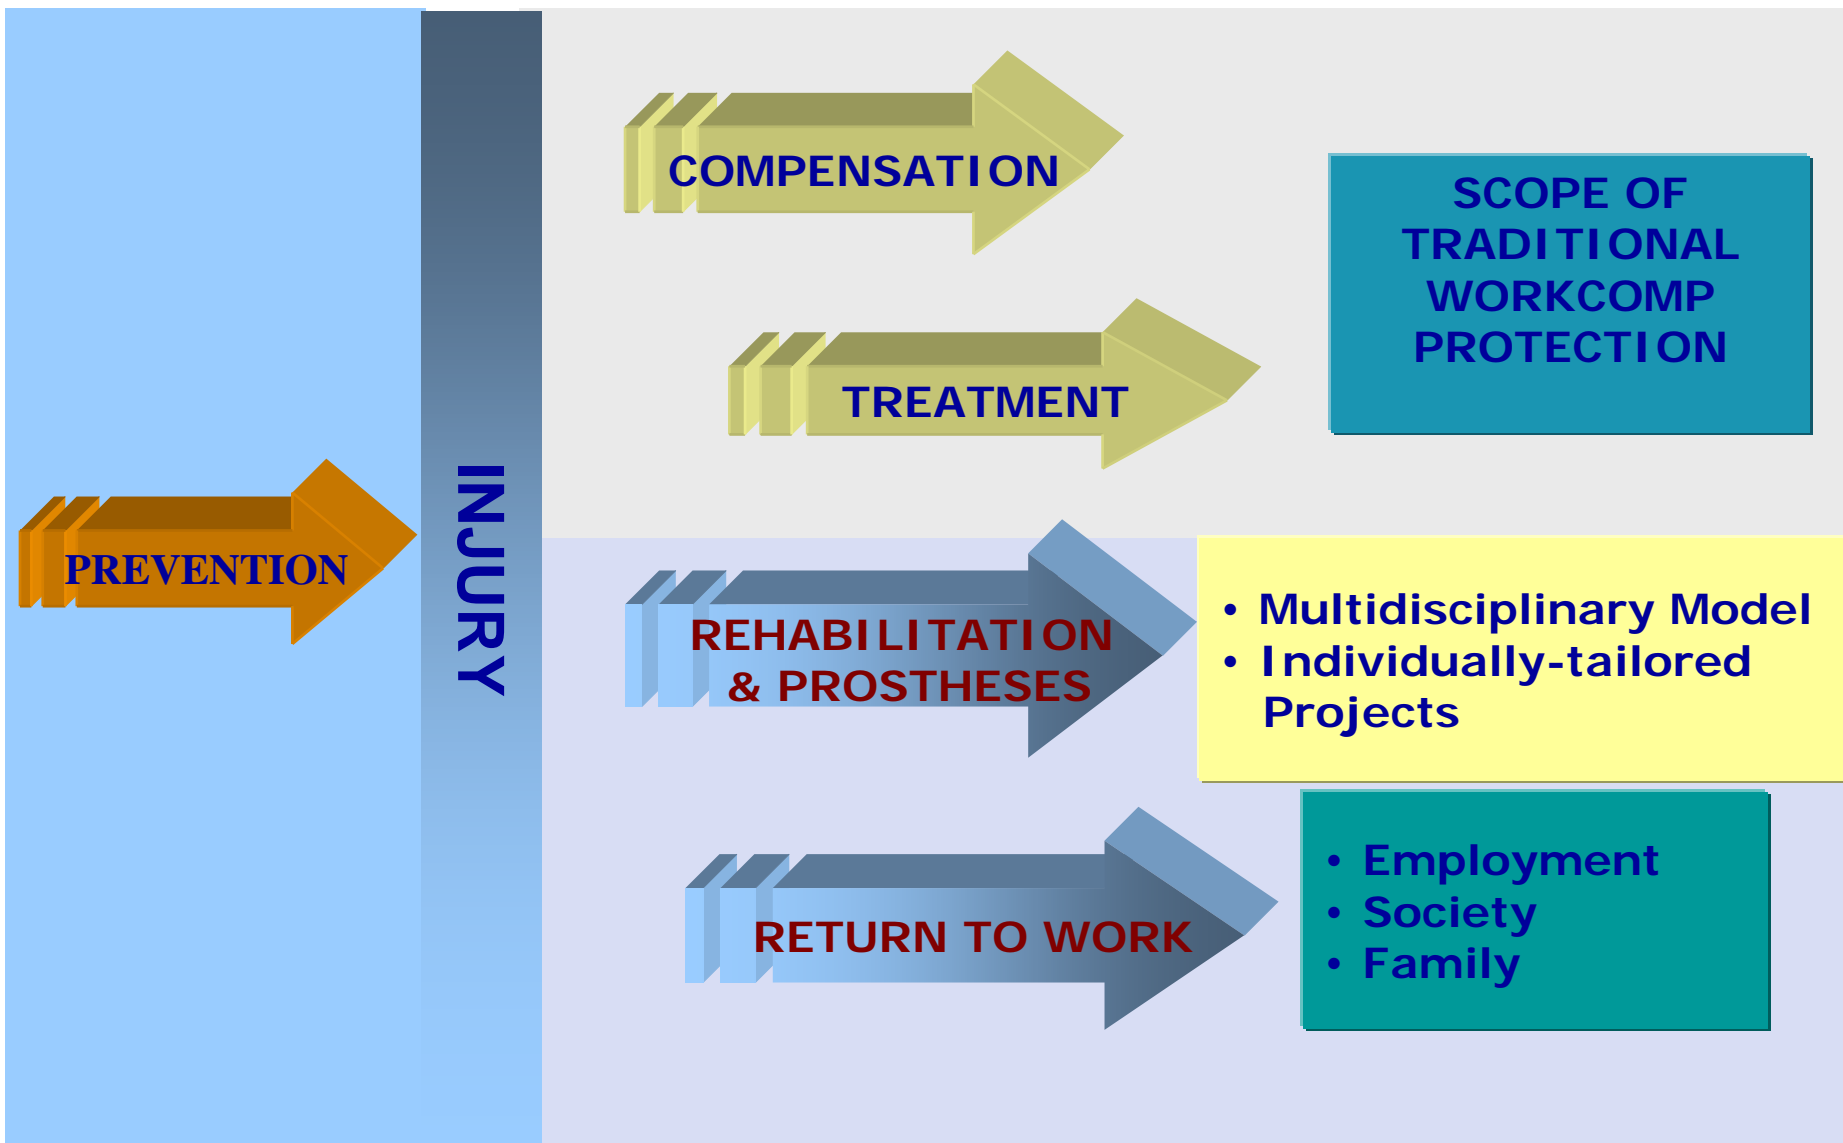 PREVENTION
INJURY
COMPENSATION
TREATMENT
SCOPE OF
TRADITIONAL
WORKCOMP
PROTECTION
REHABILITATION
& PROSTHESES
• Multidisciplinary Model
• Individually-tailored
Projects
RETURN TO WORK
• Employment
• Society
• Family